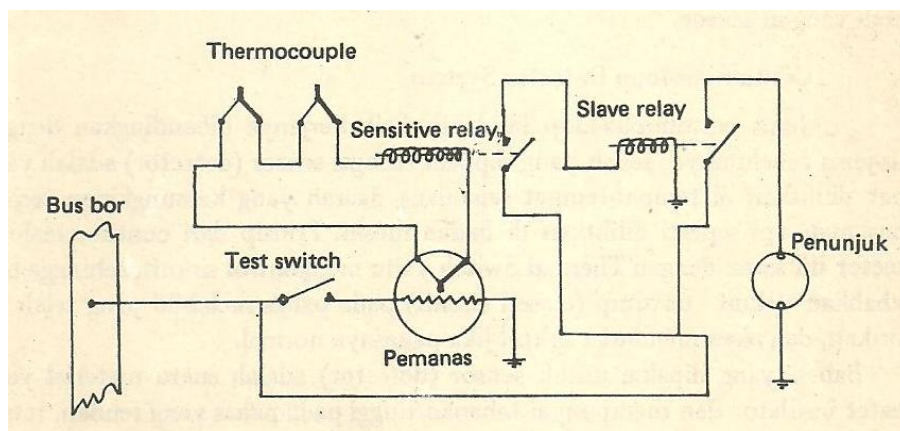 Thermocouple
Sensitive relay
Slave relay
Bus bor
Test switch
Penunjuk
Pemanas